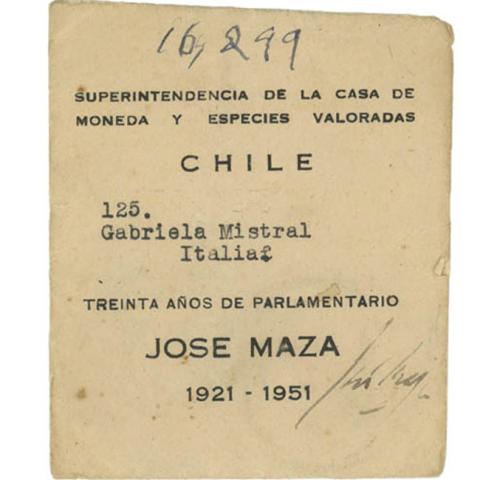 16,299
SUPERINTENDENCIA DE LA CASA DE
MONEDA Y ESPECIES VALORADAS
CHILE
125.
Gabriela Mistral
Italia
TREINTA AÑOS DE PARLAMENTARIO
JOSE MAZA
1921 - 1951